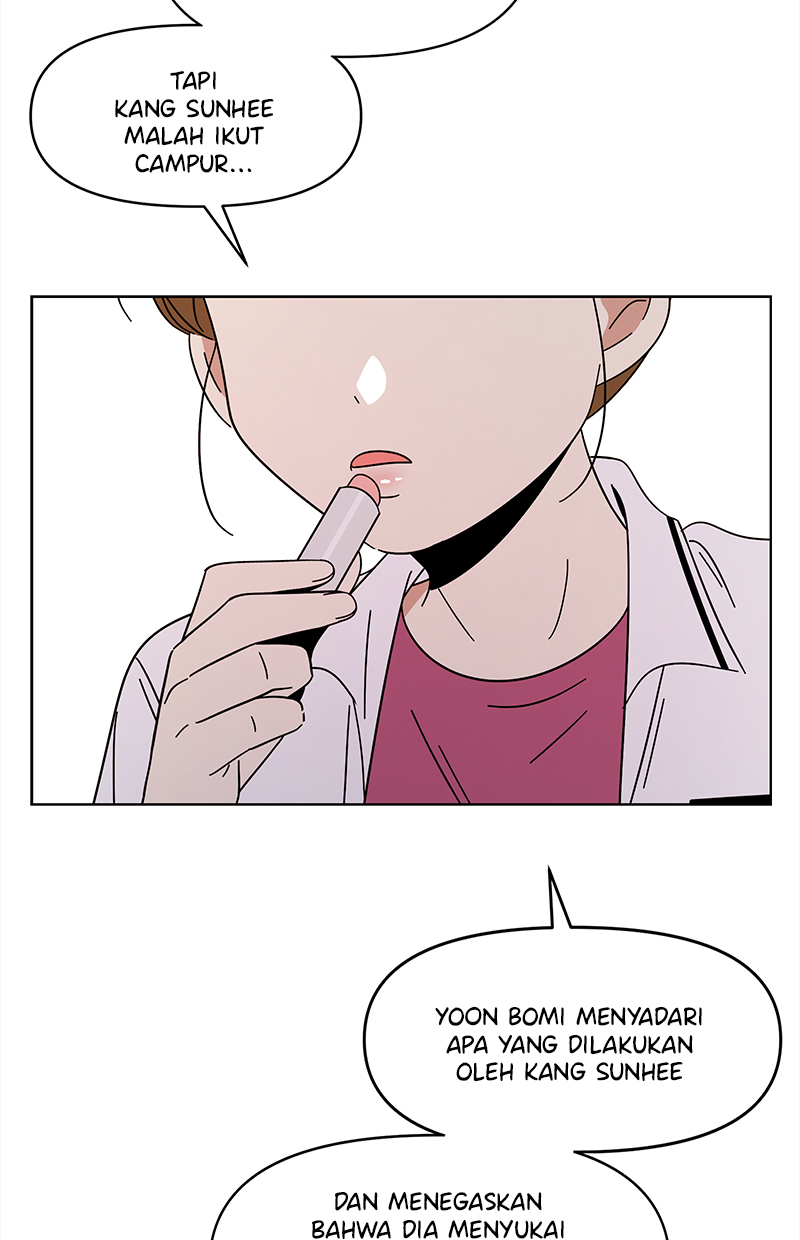 TAPI
KANG SUNHEE
MALAH IKUT
CAMPUR...
YOON BOMI MENYADARI
APA YANG DILAKUKAN
OLEH KANG SUNHEE
DAN MENEGASKAN
BAHWA DIA MENYUKAI